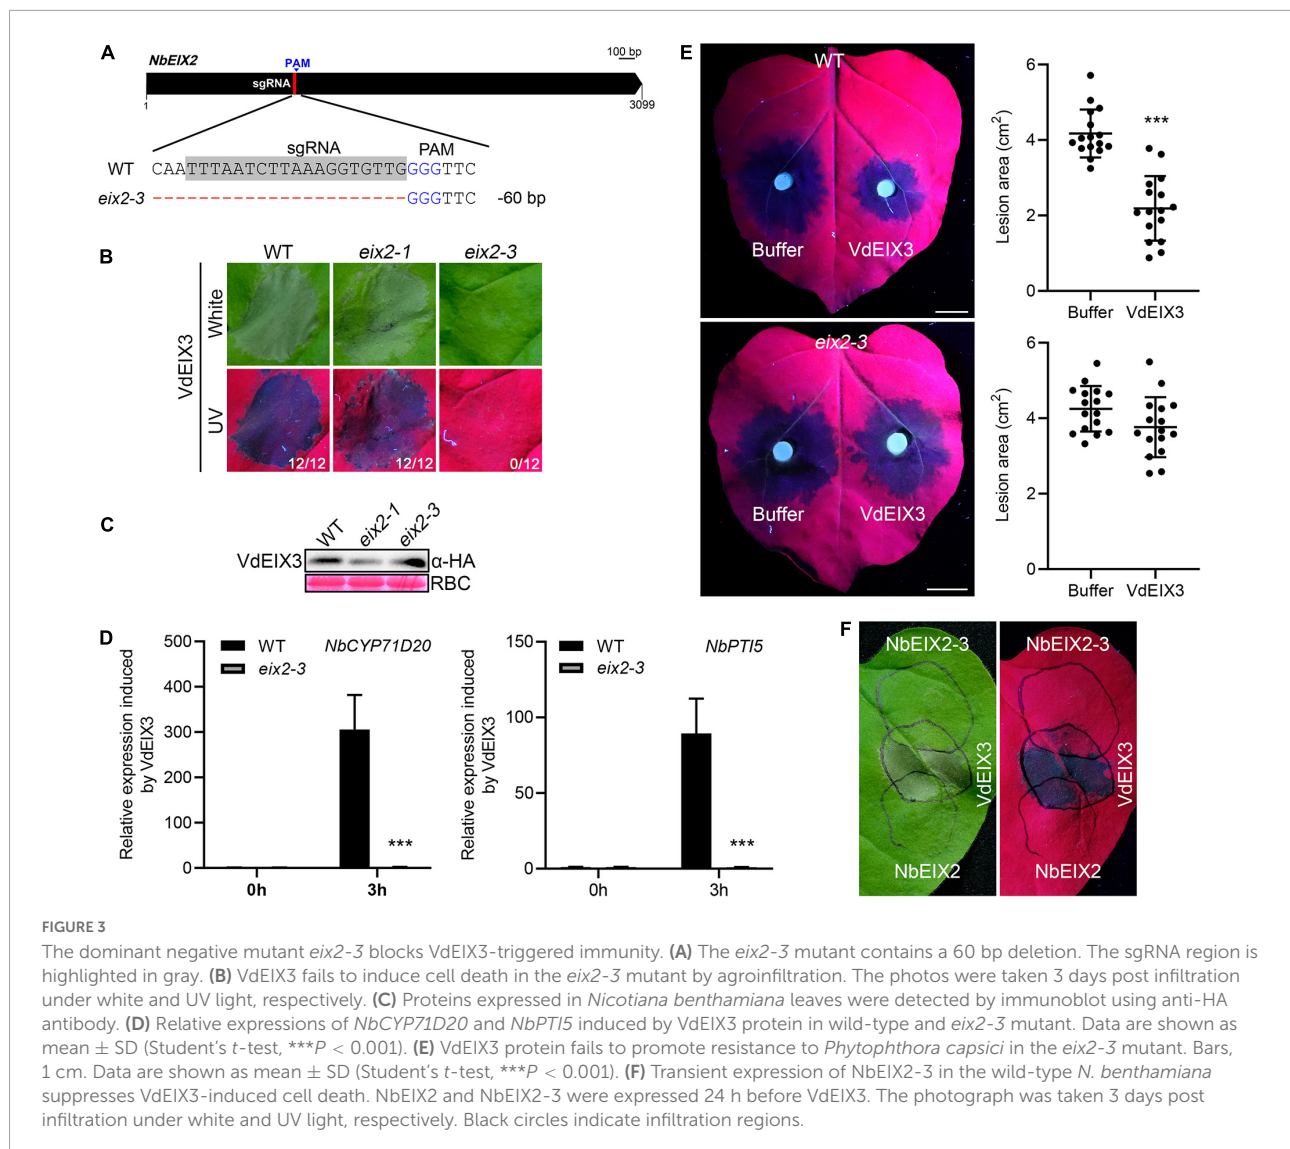 A
NbEIX2
PAM
100 bp
sgRNA
1
3099
sgRNA
PAM
WT
CAATTTAATCTTAAAGGTGTTGGGGTTC
eix2-3
GGGTTC
-60 bp
B
WT
eix2-1
eix2-3
VdEIX3
White
UV
12/12
12/12
0/12
C
WT
eix2-1
eix2-3
VdEIX3
α-HA
RBC
D
Relative expression induced
by VdEIX3
500
400
300
200
100
0
WT
eix2-3
NbCYP71D20
***
0h
3h
Relative expression induced
by VdEIX3
150
100
50
0
WT
eix2-3
NbPTI5
***
0h
3h
E
WT
Buffer
VdEIX3
Lesion area (cm²)
6
4
2
0
***
Buffer
VdEIX3
eix2-3
Buffer
VdEIX3
Lesion area (cm²)
6
4
2
0
Buffer
VdEIX3
F
NbEIX2-3
VdEIX3
NbEIX2
NbEIX2-3
VdEIX3
NbEIX2
FIGURE 3
The dominant negative mutant eix2-3 blocks VdEIX3-triggered immunity. (A) The eix2-3 mutant contains a 60 bp deletion. The sgRNA region is
highlighted in gray. (B) VdEIX3 fails to induce cell death in the eix2-3 mutant by agroinfiltration. The photos were taken 3 days post infiltration
under white and UV light, respectively. (C) Proteins expressed in Nicotiana benthamiana leaves were detected by immunoblot using anti-HA
antibody. (D) Relative expressions of NbCYP71D20 and NbPTI5 induced by VdEIX3 protein in wild-type and eix2-3 mutant. Data are shown as
mean ± SD (Student's t-test, ***P < 0.001). (E) VdEIX3 protein fails to promote resistance to Phytophthora capsici in the eix2-3 mutant. Bars,
1 cm. Data are shown as mean ± SD (Student's t-test, ***P < 0.001). (F) Transient expression of NbEIX2-3 in the wild-type N. benthamiana
suppresses VdEIX3-induced cell death. NbEIX2 and NbEIX2-3 were expressed 24 h before VdEIX3. The photograph was taken 3 days post
infiltration under white and UV light, respectively. Black circles indicate infiltration regions.